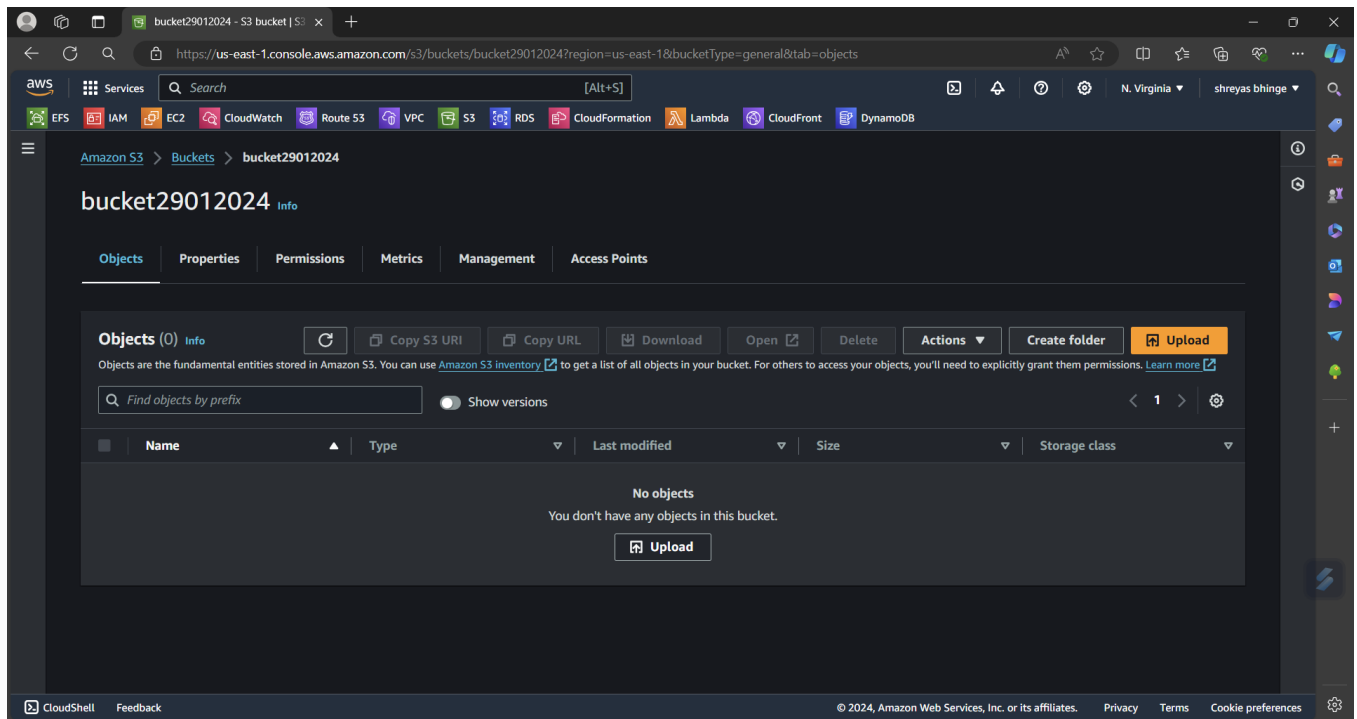 bucket29012024 - S3 bucket | S3
https://us-east-1.console.aws.amazon.com/s3/buckets/bucket29012024?region=us-east-1&bucketType=general&tab=objects
aws Services Search [Alt+S] N. Virginia shreyas bhinge
EFS IAM EC2 CloudWatch Route 53 VPC S3 RDS CloudFormation Lambda CloudFront DynamoDB
Amazon S3 > Buckets > bucket29012024
bucket29012024 Info
Objects Properties Permissions Metrics Management Access Points
Objects (0) Info Copy S3 URI Copy URL Download Open Delete Actions Create folder Upload
Objects are the fundamental entities stored in Amazon S3. You can use Amazon S3 inventory to get a list of all objects in your bucket. For others to access your objects, you'll need to explicitly grant them permissions. Learn more
Find objects by prefix Show versions < 1 >
Name Type Last modified Size Storage class
No objects
You don't have any objects in this bucket.
Upload
CloudShell Feedback © 2024, Amazon Web Services, Inc. or its affiliates. Privacy Terms Cookie preferences